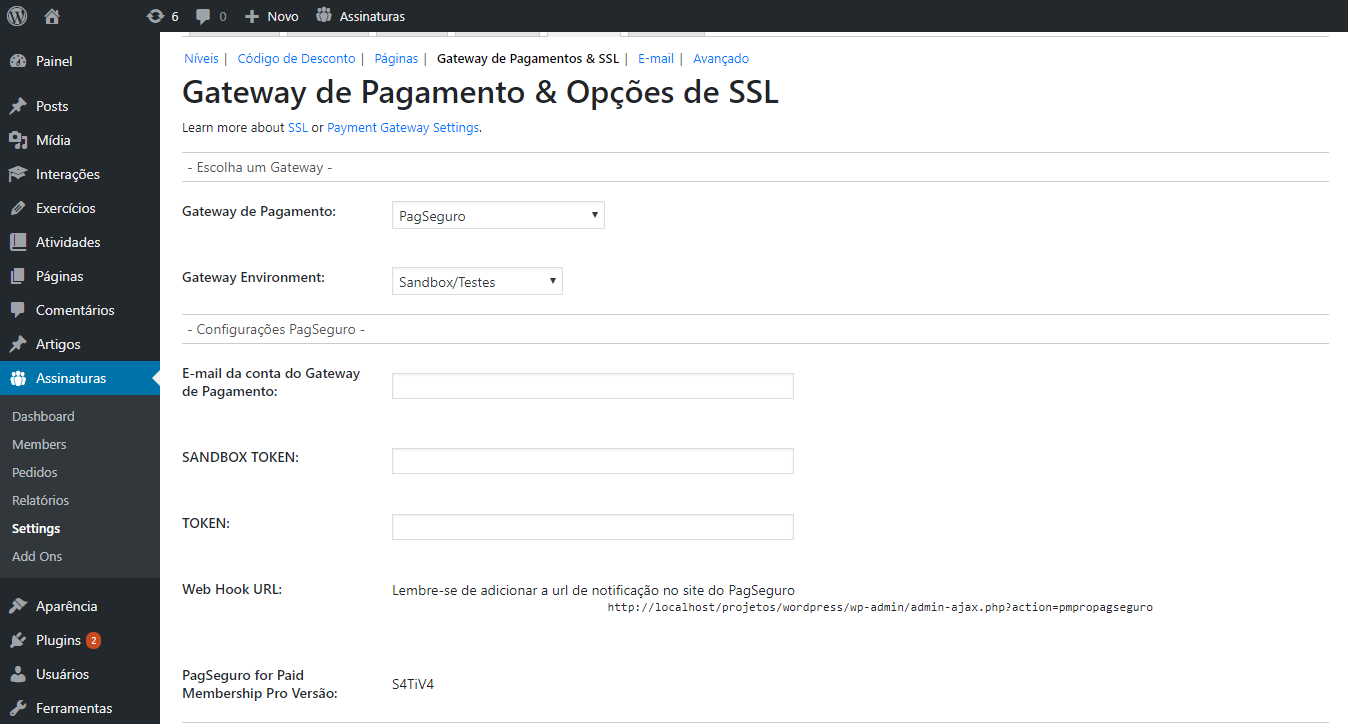 6 0 Novo Assinaturas
Painel
Posts
Mídia
Interações
Exercícios
Atividades
Páginas
Comentários
Artigos
Assinaturas
Dashboard
Members
Pedidos
Relatórios
Settings
Add Ons
Aparência
Plugins 2
Usuários
Ferramentas
Níveis | Código de Desconto | Páginas | Gateway de Pagamentos & SSL | E-mail | Avançado
Gateway de Pagamento & Opções de SSL
Learn more about SSL or Payment Gateway Settings.
- Escolha um Gateway -
Gateway de Pagamento: PagSeguro
Gateway Environment: Sandbox/Testes
- Configurações PagSeguro -
E-mail da conta do Gateway
de Pagamento:
SANDBOX TOKEN:
TOKEN:
Web Hook URL: Lembre-se de adicionar a url de notificação no site do PagSeguro
http://localhost/projetos/wordpress/wp-admin/admin-ajax.php?action=pmpropagseguro
PagSeguro for Paid
Membership Pro Versão: S4TiV4